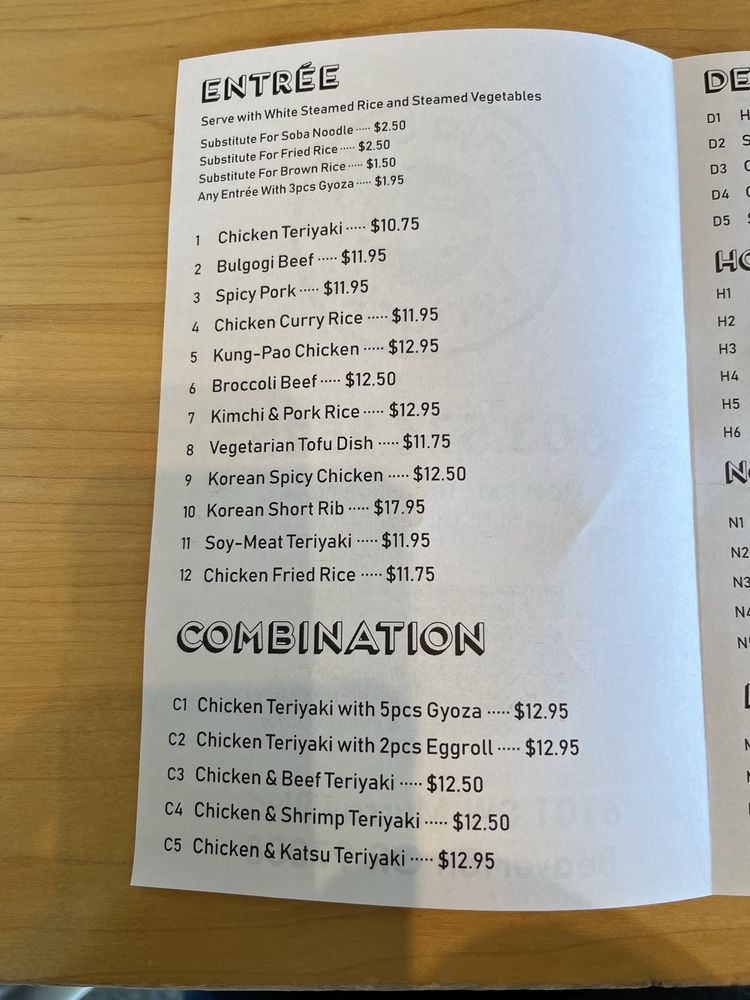 ENTRÉE
Serve with White Steamed Rice and Steamed Vegetables
Substitute For Soba Noodle ····· $2.50
Substitute For Fried Rice ····· $2.50
Substitute For Brown Rice ····· $1.50
Any Entrée With 3pcs Gyoza ····· $1.95
1 Chicken Teriyaki ····· $10.75
2 Bulgogi Beef ····· $11.95
3 Spicy Pork ····· $11.95
4 Chicken Curry Rice ····· $11.95
5 Kung-Pao Chicken ····· $12.95
6 Broccoli Beef ····· $12.50
7 Kimchi & Pork Rice ····· $12.95
8 Vegetarian Tofu Dish ····· $11.75
9 Korean Spicy Chicken ····· $12.50
10 Korean Short Rib ····· $17.95
11 Soy-Meat Teriyaki ····· $11.95
12 Chicken Fried Rice ····· $11.75
COMBINATION
C1 Chicken Teriyaki with 5pcs Gyoza ····· $12.95
C2 Chicken Teriyaki with 2pcs Eggroll ····· $12.95
C3 Chicken & Beef Teriyaki ····· $12.50
C4 Chicken & Shrimp Teriyaki ····· $12.50
C5 Chicken & Katsu Teriyaki ····· $12.95
DE
D1 H
D2 S
D3
D4
D5
HO
H1
H2
H3
H4
H5
H6
N1
N2
N3